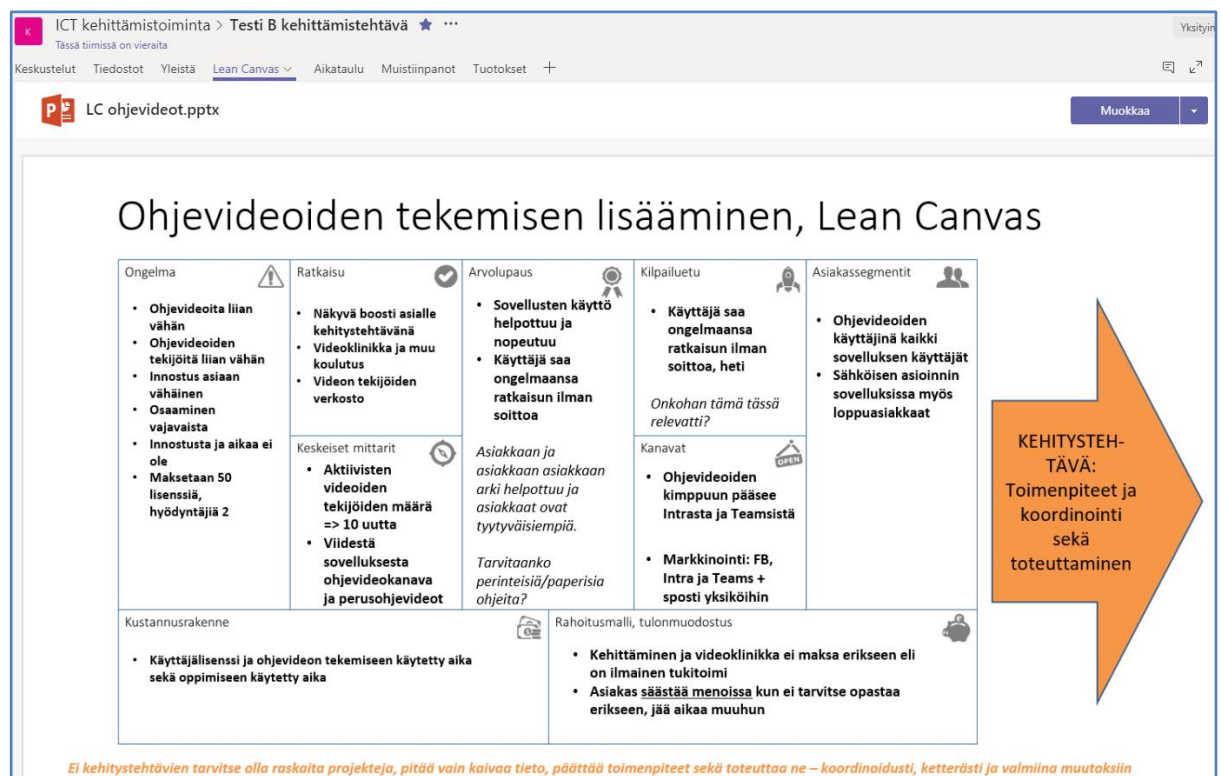 K
ICT kehittämistoiminta > Testi B kehittämistehtävä ★ ···
Tässä tiimissä on vieraita
Yksityin
Keskustelut Tiedostot Yleistä Lean Canvas Aikataulu Muistiinpanot Tuotokset +
LC ohjevideot.pptx
Muokkaa
Ohjevideoiden tekemisen lisääminen, Lean Canvas
Ongelma
• Ohjevideoita liian
vähän
• Ohjevideoiden
tekijöitä liian vähän
• Innostus asiaan
vähäinen
• Osaaminen
vajavaista
• Innostusta ja aikaa ei
ole
• Maksetaan 50
lisenssiä,
hyödyntäjiä 2
Ratkaisu
• Näkyvä boosti asialle
kehitystehtävänä
• Videoklinikka ja muu
koulutus
• Videon tekijöiden
verkosto
Keskeiset mittarit
• Aktiivisten
videoiden
tekijöiden määrä
=> 10 uutta
• Viidestä
sovelluksesta
ohjevideokanava
ja perusohjevideot
Arvolupaus
• Sovellusten käyttö
helpottuu ja
nopeutuu
• Käyttäjä saa
ongelmaansa
ratkaisun ilman
soittoa
Asiakkaan ja
asiakkaan asiakkaan
arki helpottuu ja
asiakkaat ovat
tyytyväisiempiä.
Tarvitaanko
perinteisiä/paperisia
ohjeita?
Kilpailuetu
• Käyttäjä saa
ongelmaansa
ratkaisun ilman
soittoa, heti
Onkohan tämä tässä
relevatti?
Kanavat
OPEN
• Ohjevideoiden
kimppuun pääsee
Intrasta ja Teamsistä
• Markkinointi: FB,
Intra ja Teams +
sposti yksiköihin
Asiakassegmentit
• Ohjevideoiden
käyttäjinä kaikki
sovelluksen käyttäjät
• Sähköisen asioinnin
sovelluksissa myös
loppuasiakkaat
KEHITYSTEH-
TÄVÄ:
Toimenpiteet ja
koordinointi
sekä
toteuttaminen
Kustannusrakenne
• Käyttäjälisenssi ja ohjevideon tekemiseen käytetty aika
sekä oppimiseen käytetty aika
Rahoitusmalli, tulonmuodostus
• Kehittäminen ja videoklinikka ei maksa erikseen eli
on ilmainen tukitoimi
• Asiakas säästää menoissa kun ei tarvitse opastaa
erikseen, jää aikaa muuhun
Ei kehitystehtävien tarvitse olla raskaita projekteja, pitää vain kaivaa tieto, päättää toimenpiteet sekä toteuttaa ne – koordinoidusti, ketterästi ja valmiina muutoksiin